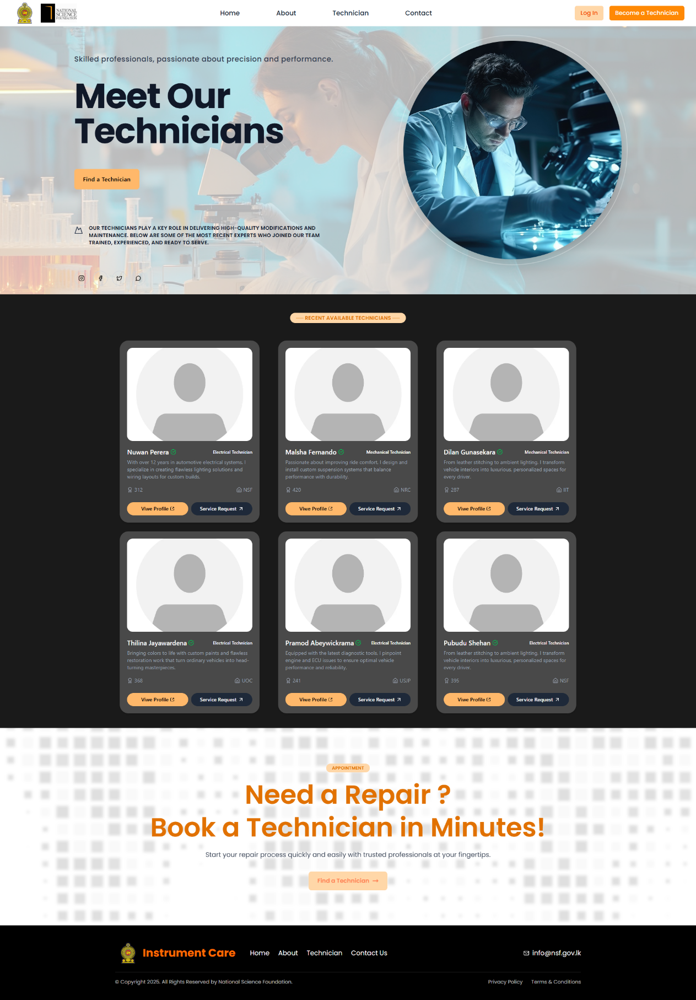 NATIONAL
SCIENCE
FOUNDATION
Home
About
Technician
Contact
Log In
Become a Technician
Skilled professionals, passionate about precision and performance.
Meet Our
Technicians
Find a Technician
OUR TECHNICIANS PLAY A KEY ROLE IN DELIVERING HIGH-QUALITY MODIFICATIONS AND
MAINTENANCE. BELOW ARE SOME OF THE MOST RECENT EXPERTS WHO JOINED OUR TEAM
TRAINED, EXPERIENCED, AND READY TO SERVE.
RECENT AVAILABLE TECHNICIANS
Nuwan Perera
Electrical Technician
With over 12 years in automotive electrical systems, I
specialize in creating flawless lighting solutions and
wiring layouts for custom builds.
312
NSF
Viwe Profile
Service Request
Malsha Fernando
Mechanical Technician
Passionate about improving ride comfort, I design and
install custom suspension systems that balance
performance with durability.
420
NRC
Viwe Profile
Service Request
Dilan Gunasekara
Mechanical Technician
From leather stitching to ambient lighting, I transform
vehicle interiors into luxurious, personalized spaces for
every driver.
287
IIT
Viwe Profile
Service Request
Thilina Jayawardena
Electrical Technician
Bringing colors to life with custom paints and flawless
restoration work that turn ordinary vehicles into head-
turning masterpieces.
368
UOC
Viwe Profile
Service Request
Pramod Abeywickrama
Electrical Technician
Equipped with the latest diagnostic tools, I pinpoint
engine and ECU issues to ensure optimal vehicle
performance and reliability.
241
USJP
Viwe Profile
Service Request
Pubudu Shehan
Electrical Technician
From leather stitching to ambient lighting, I transform
vehicle interiors into luxurious, personalized spaces for
every driver.
395
NSF
Viwe Profile
Service Request
APPOINTMENT
Need a Repair ?
Book a Technician in Minutes!
Start your repair process quickly and easily with trusted professionals at your fingertips.
Find a Technician
Instrument Care
Home
About
Technician
Contact Us
info@nsf.gov.lk
© Copyright 2025. All Rights Reserved by National Science Foundation.
Privacy Policy
Terms & Conditions